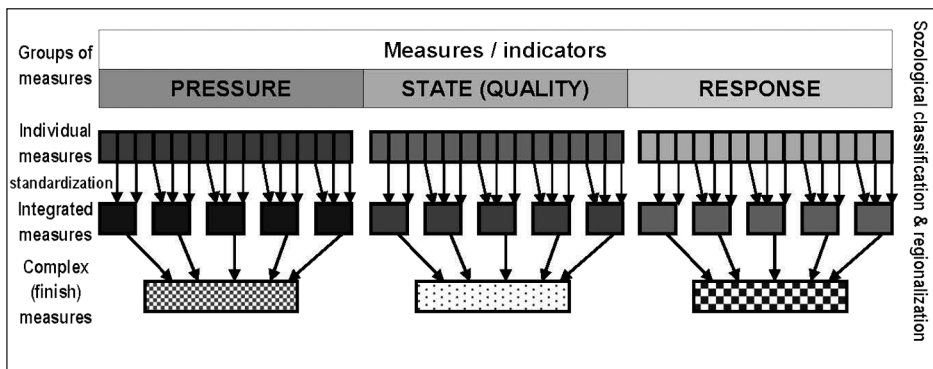 Groups of
measures
Measures / indicators
PRESSURE
STATE (QUALITY)
RESPONSE
Individual
measures
standardization
Integrated
measures
Complex
(finish)
measures
Sozological classification & regionalization